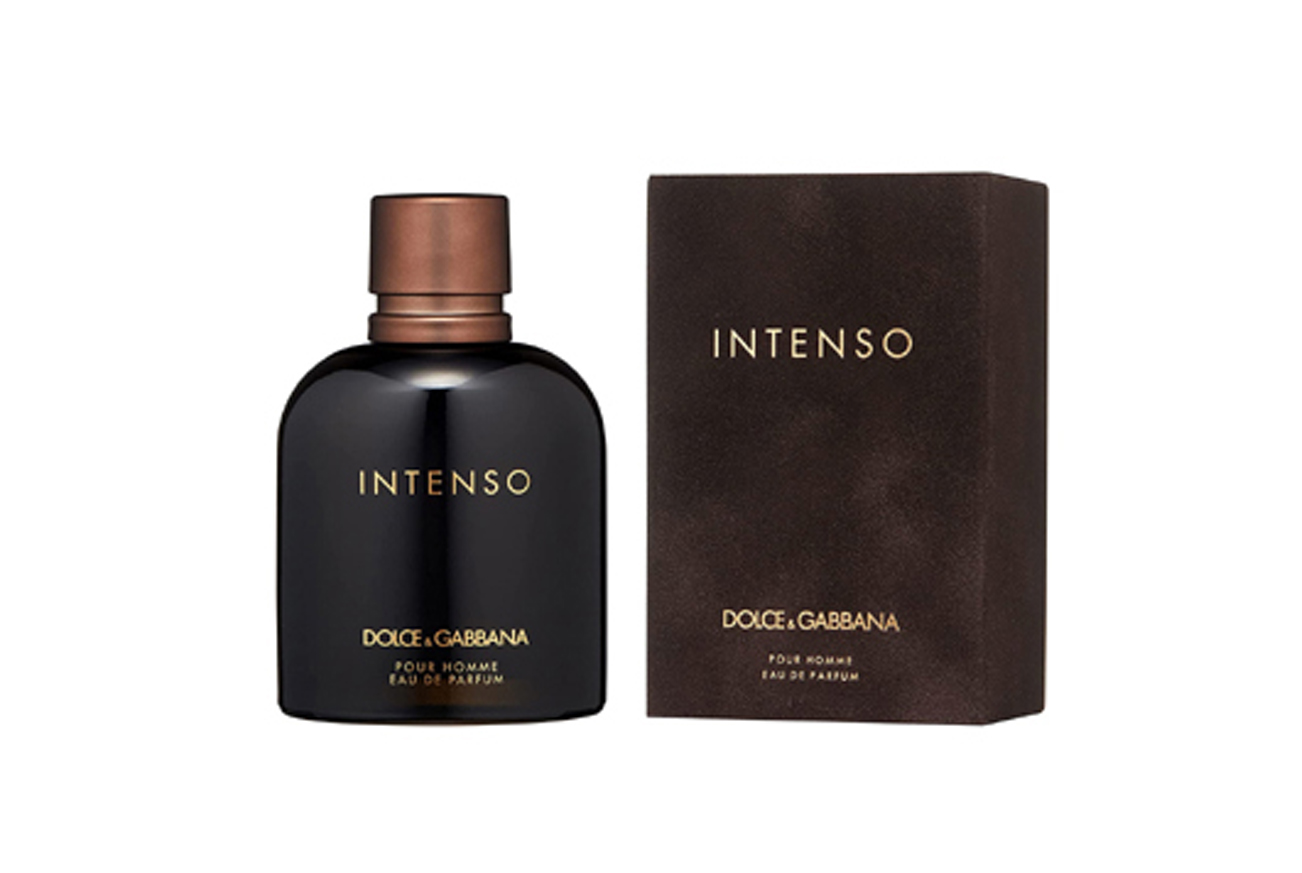 INTENSO
DOLCE & GABBANA
POUR HOMME
EAU DE PARFUM
INTENSO
DOLCE & GABBANA
POUR HOMME
EAU DE PARFUM